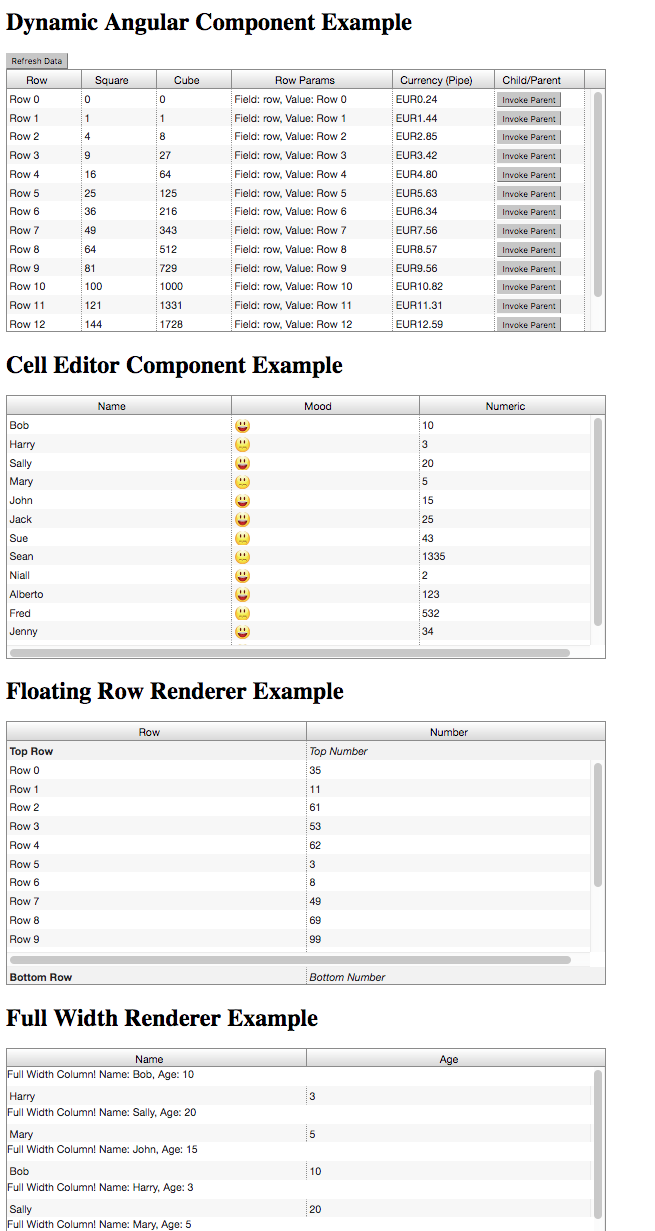 Dynamic Angular Component Example
Refresh Data
Row Square Cube Row Params Currency (Pipe) Child/Parent
Row 0 0 0 Field: row, Value: Row 0 EUR0.24 Invoke Parent
Row 1 1 1 Field: row, Value: Row 1 EUR1.44 Invoke Parent
Row 2 4 8 Field: row, Value: Row 2 EUR2.85 Invoke Parent
Row 3 9 27 Field: row, Value: Row 3 EUR3.42 Invoke Parent
Row 4 16 64 Field: row, Value: Row 4 EUR4.80 Invoke Parent
Row 5 25 125 Field: row, Value: Row 5 EUR5.63 Invoke Parent
Row 6 36 216 Field: row, Value: Row 6 EUR6.34 Invoke Parent
Row 7 49 343 Field: row, Value: Row 7 EUR7.56 Invoke Parent
Row 8 64 512 Field: row, Value: Row 8 EUR8.57 Invoke Parent
Row 9 81 729 Field: row, Value: Row 9 EUR9.56 Invoke Parent
Row 10 100 1000 Field: row, Value: Row 10 EUR10.82 Invoke Parent
Row 11 121 1331 Field: row, Value: Row 11 EUR11.31 Invoke Parent
Row 12 144 1728 Field: row, Value: Row 12 EUR12.59 Invoke Parent
Cell Editor Component Example
Name Mood Numeric
Bob 10
Harry 3
Sally 20
Mary 5
John 15
Jack 25
Sue 43
Sean 1335
Niall 2
Alberto 123
Fred 532
Jenny 34
Floating Row Renderer Example
Row Number
Top Row Top Number
Row 0 35
Row 1 11
Row 2 61
Row 3 53
Row 4 62
Row 5 3
Row 6 8
Row 7 49
Row 8 69
Row 9 99
Bottom Row Bottom Number
Full Width Renderer Example
Name Age
Full Width Column! Name: Bob, Age: 10
Harry 3
Full Width Column! Name: Sally, Age: 20
Mary 5
Full Width Column! Name: John, Age: 15
Bob 10
Full Width Column! Name: Harry, Age: 3
Sally 20
Full Width Column! Name: Mary, Age: 5